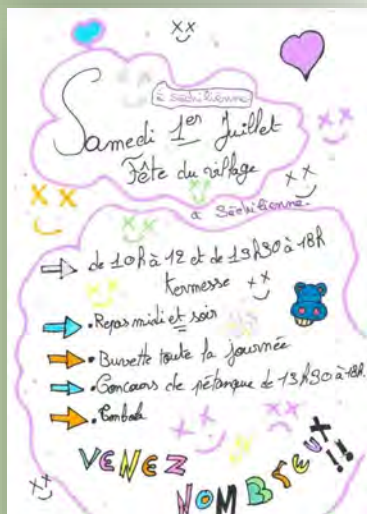 à séchilienne
Samedi 1er Juillet
Fête du village
à Séchilienne.
de 10h à 12 et de 13h30 à 18h
Kermesse
• Repas midi et soir
• Buvette toute la journée
• Concours de pétanque de 13h30 à 18h.
• Tombola
VENEZ
NOMBREUX !!